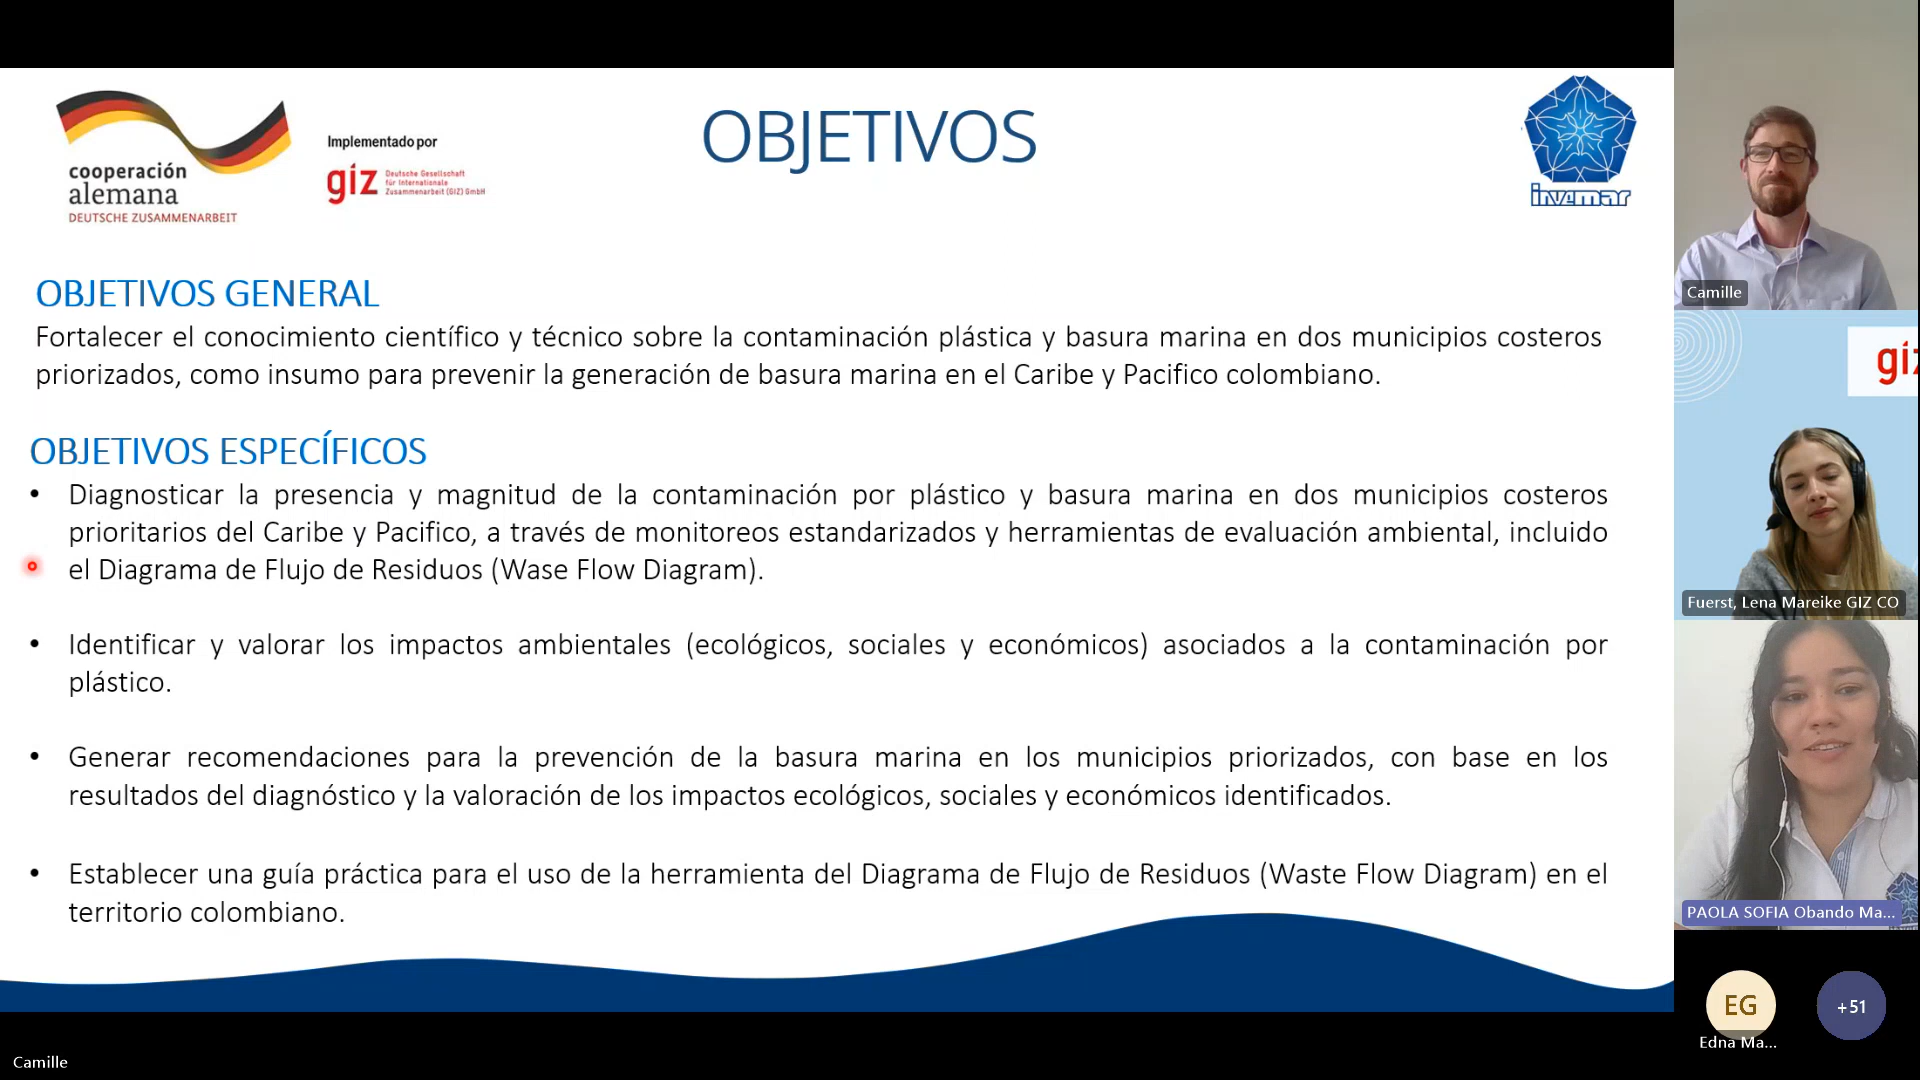 cooperación
alemana
DEUTSCHE ZUSAMMENARBEIT
Implementado por
giz Deutsche Gesellschaft
für Internationale
Zusammenarbeit (GIZ) GmbH
OBJETIVOS
invemar
OBJETIVOS GENERAL
Fortalecer el conocimiento científico y técnico sobre la contaminación plástica y basura marina en dos municipios costeros
priorizados, como insumo para prevenir la generación de basura marina en el Caribe y Pacifico colombiano.
OBJETIVOS ESPECÍFICOS
• Diagnosticar la presencia y magnitud de la contaminación por plástico y basura marina en dos municipios costeros
prioritarios del Caribe y Pacifico, a través de monitoreos estandarizados y herramientas de evaluación ambiental, incluido
el Diagrama de Flujo de Residuos (Wase Flow Diagram).
• Identificar y valorar los impactos ambientales (ecológicos, sociales y económicos) asociados a la contaminación por
plástico.
• Generar recomendaciones para la prevención de la basura marina en los municipios priorizados, con base en los
resultados del diagnóstico y la valoración de los impactos ecológicos, sociales y económicos identificados.
• Establecer una guía práctica para el uso de la herramienta del Diagrama de Flujo de Residuos (Waste Flow Diagram) en el
territorio colombiano.
Camille
giz
Fuerst, Lena Mareike GIZ CO
PAOLA SOFIA Obando Ma...
EG
Edna Ma...
+51
Camille